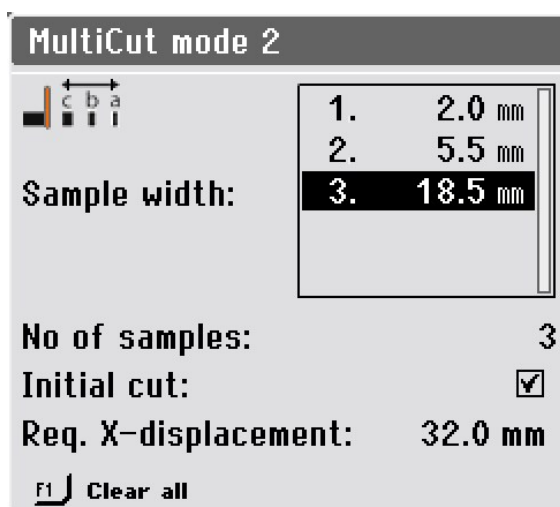 MultiCut mode 2
c b a
1. 2.0 mm
2. 5.5 mm
Sample width:
3. 18.5 mm
No of samples: 3
Initial cut:
Req. X-displacement: 32.0 mm
F1 Clear all